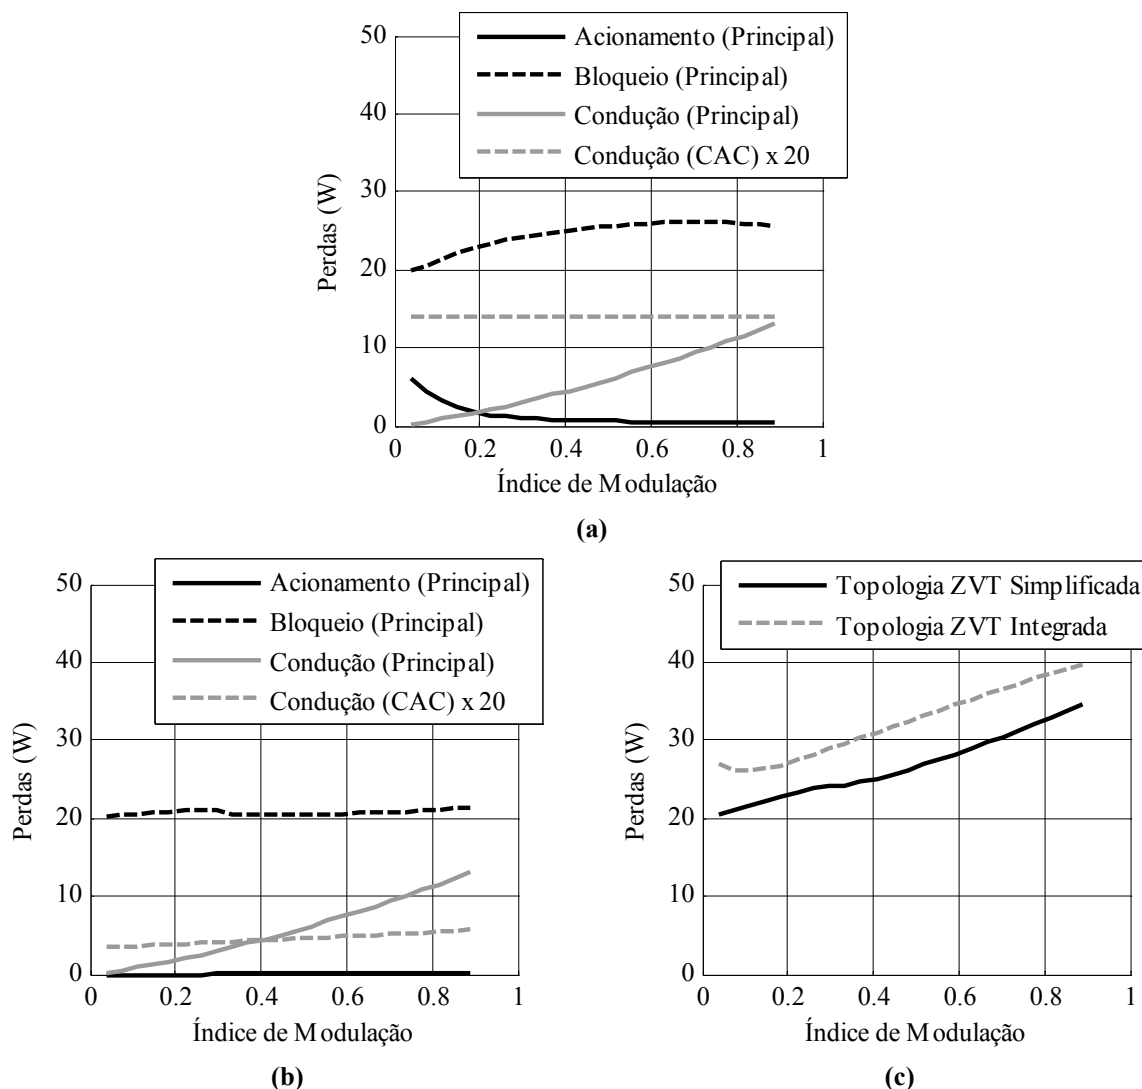 50
40
30
20
10
0
Perdas (W)
Acionamento (Principal)
Bloqueio (Principal)
Condução (Principal)
Condução (CAC) x 20
0 0.2 0.4 0.6 0.8 1
Índice de Modulação
(a)
50
40
30
20
10
0
Perdas (W)
Acionamento (Principal)
Bloqueio (Principal)
Condução (Principal)
Condução (CAC) x 20
0 0.2 0.4 0.6 0.8 1
Índice de Modulação
(b)
50
40
30
20
10
0
Perdas (W)
Topologia ZVT Simplificada
Topologia ZVT Integrada
0 0.2 0.4 0.6 0.8 1
Índice de Modulação
(c)